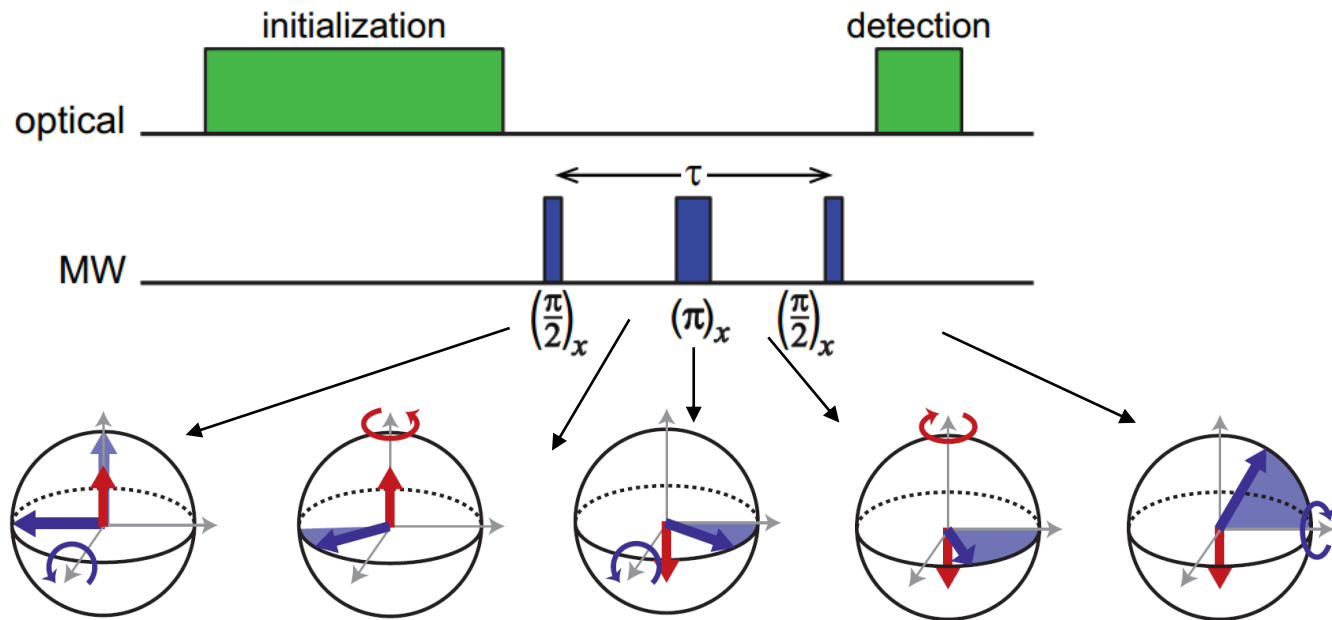 initialization
detection
optical
τ
MW
(π/2)ₓ
(π)ₓ
(π/2)ₓ